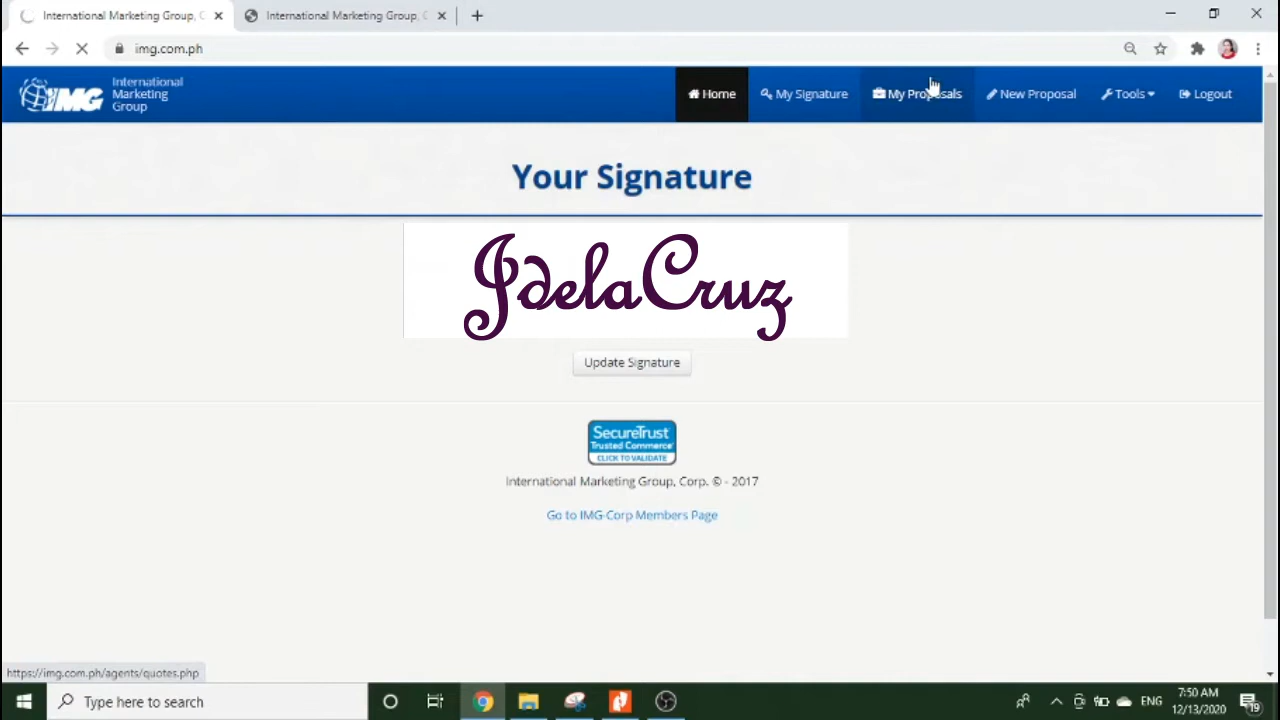 International Marketing Group, C
International Marketing Group, C
img.com.ph
IMG
International
Marketing
Group
Home
My Signature
My Proposals
New Proposal
Tools
Logout
Your Signature
JdelaCruz
Update Signature
SecureTrust
Trusted Commerce
CLICK TO VALIDATE
International Marketing Group, Corp. © - 2017
Go to IMG-Corp Members Page
https://img.com.ph/agents/quotes.php
Type here to search
ENG
7:50 AM
12/13/2020
19